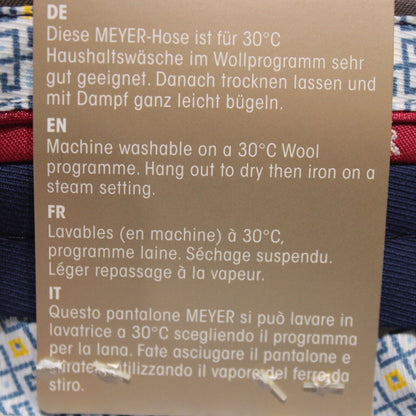 DE
Diese MEYER-Hose ist für 30°C
Haushaltswäsche im Wollprogramm sehr
gut geeignet. Danach trocknen lassen und
mit Dampf ganz leicht bügeln.
EN
Machine washable on a 30°C Wool
programme. Hang out to dry then iron on a
steam setting.
FR
Lavables (en machine) à 30°C,
programme laine. Séchage suspendu.
Léger repassage à la vapeur.
IT
Questo pantalone MEYER si può lavare in
lavatrice a 30°C scegliendo il programma
per la lana. Fate asciugare il pantalone e
utilizzando il vapore del ferro da
stiro.